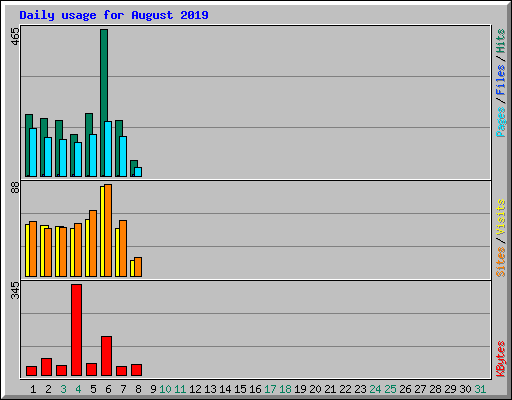 Daily usage for August 2019
465
88
345
Pages / Files / Hits
Sites / Visits
KBytes
1 2 3 4 5 6 7 8 9 10 11 12 13 14 15 16 17 18 19 20 21 22 23 24 25 26 27 28 29 30 31